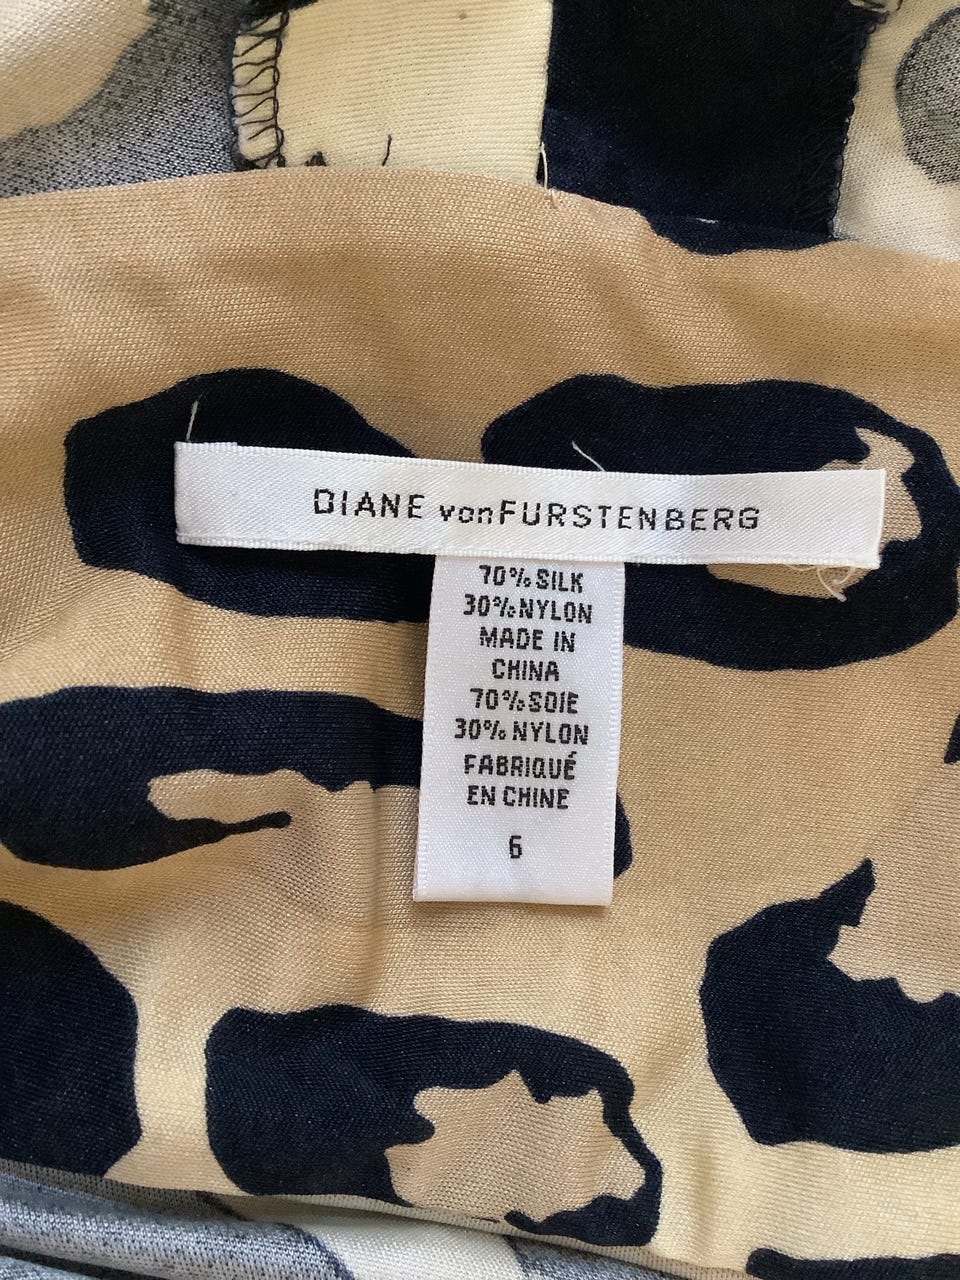 DIANE vonFURSTENBERG
70% SILK
30% NYLON
MADE IN
CHINA
70% SOIE
30% NYLON
FABRIQUÉ
EN CHINE
6